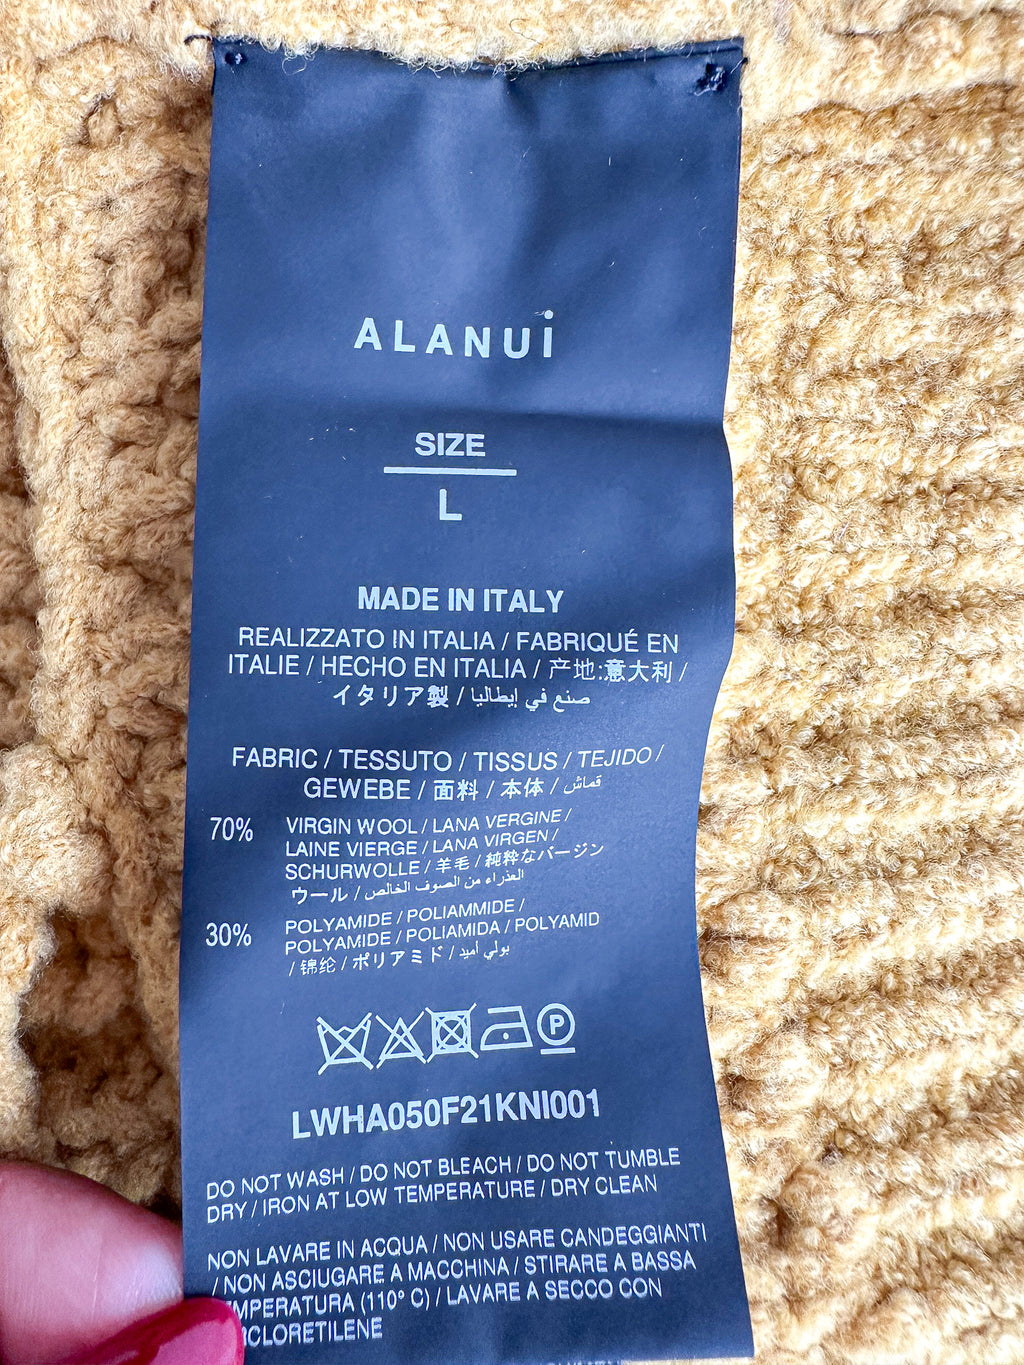 ALANUi
SIZE
L
MADE IN ITALY
REALIZZATO IN ITALIA / FABRIQUÉ EN
ITALIE / HECHO EN ITALIA / 产地:意大利 /
イタリア製 / صنع في إيطاليا
FABRIC / TESSUTO / TISSUS / TEJIDO /
GEWEBE / 面料 / 本体 / قماش
70% VIRGIN WOOL / LANA VERGINE /
LAINE VIERGE / LANA VIRGEN /
SCHURWOLLE / 羊毛 / 純粋なバージン
ウール / العذراء من الصوف الخالص
30% POLYAMIDE / POLIAMMIDE /
POLYAMIDE / POLIAMIDA / POLYAMID
/ 锦纶 / ポリアミド / بولي أميد
P
LWHA050F21KNI001
DO NOT WASH / DO NOT BLEACH / DO NOT TUMBLE
DRY / IRON AT LOW TEMPERATURE / DRY CLEAN
NON LAVARE IN ACQUA / NON USARE CANDEGGIANTI
/ NON ASCIUGARE A MACCHINA / STIRARE A BASSA
EMPERATURA (110° C) / LAVARE A SECCO CON
CLORETILENE